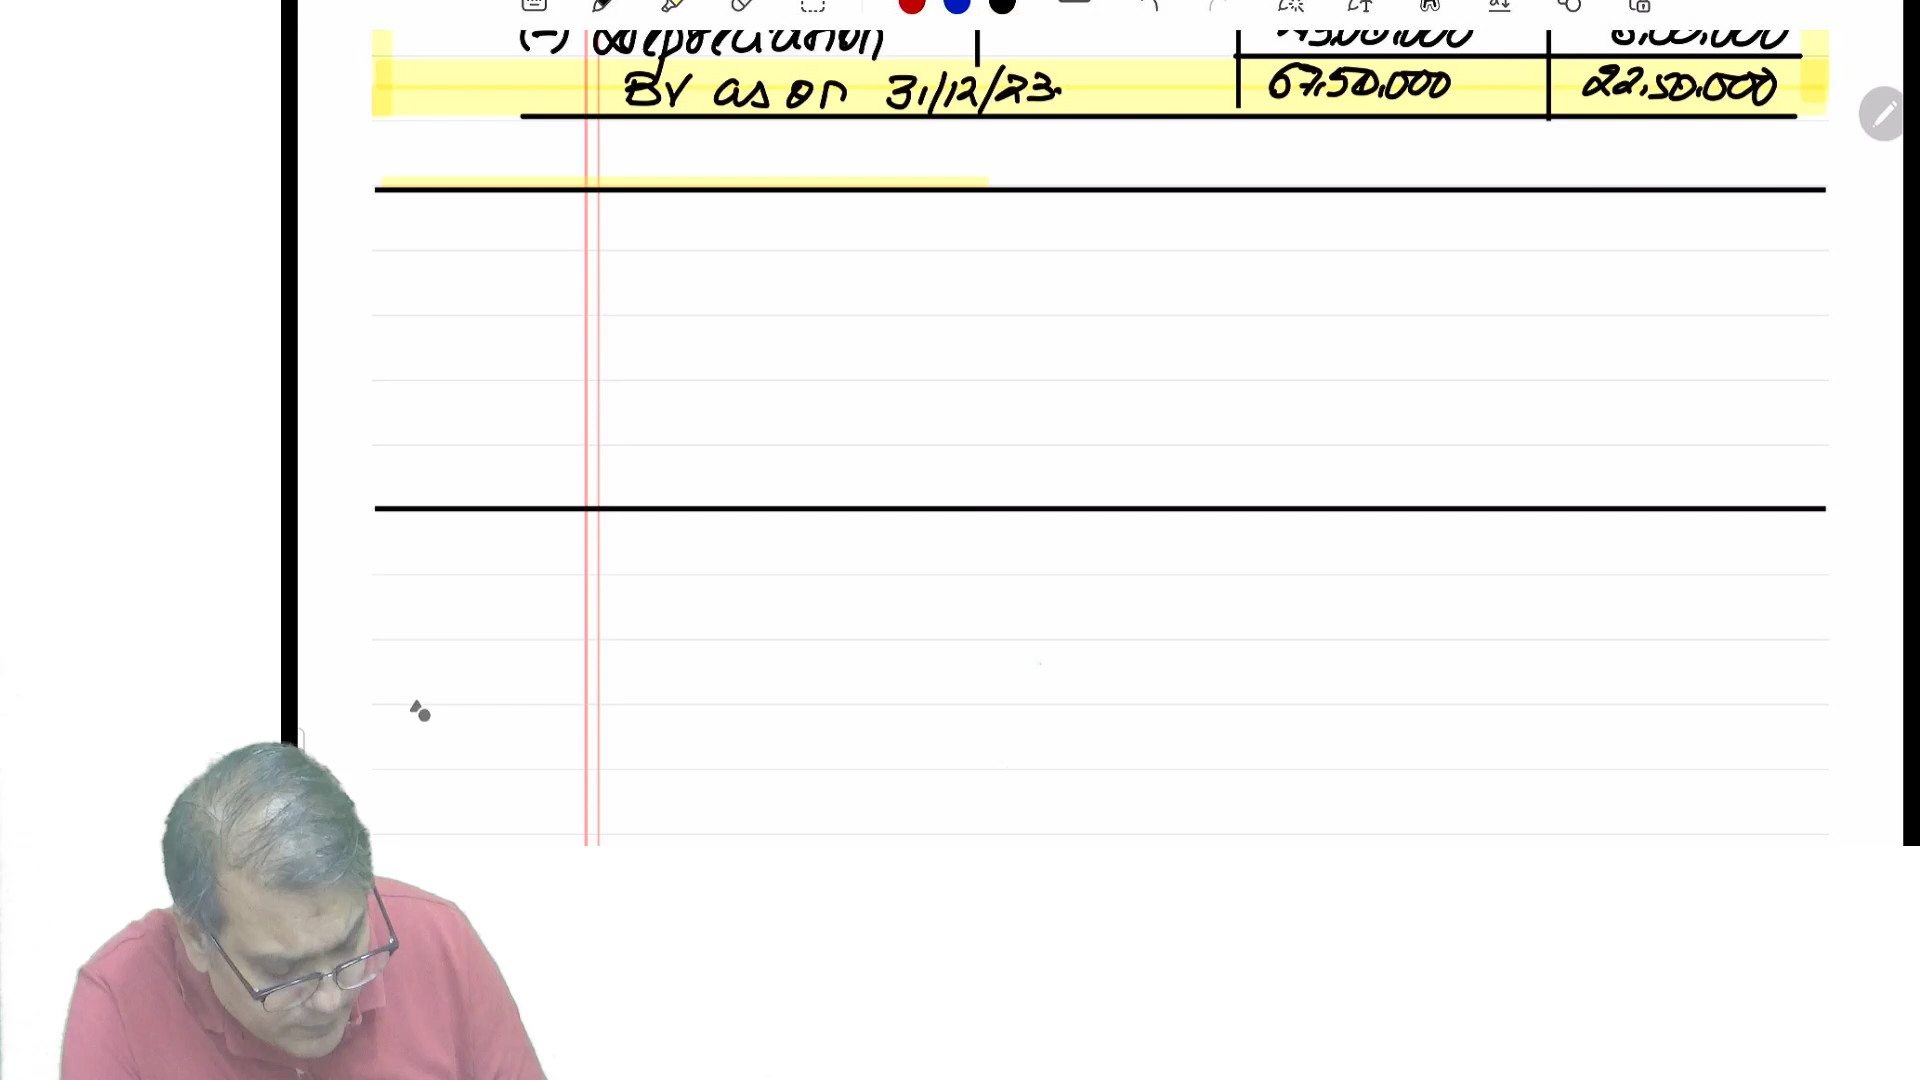 (-) Depreciation
BV as on 31/12/23. 67,50,000 22,50,000